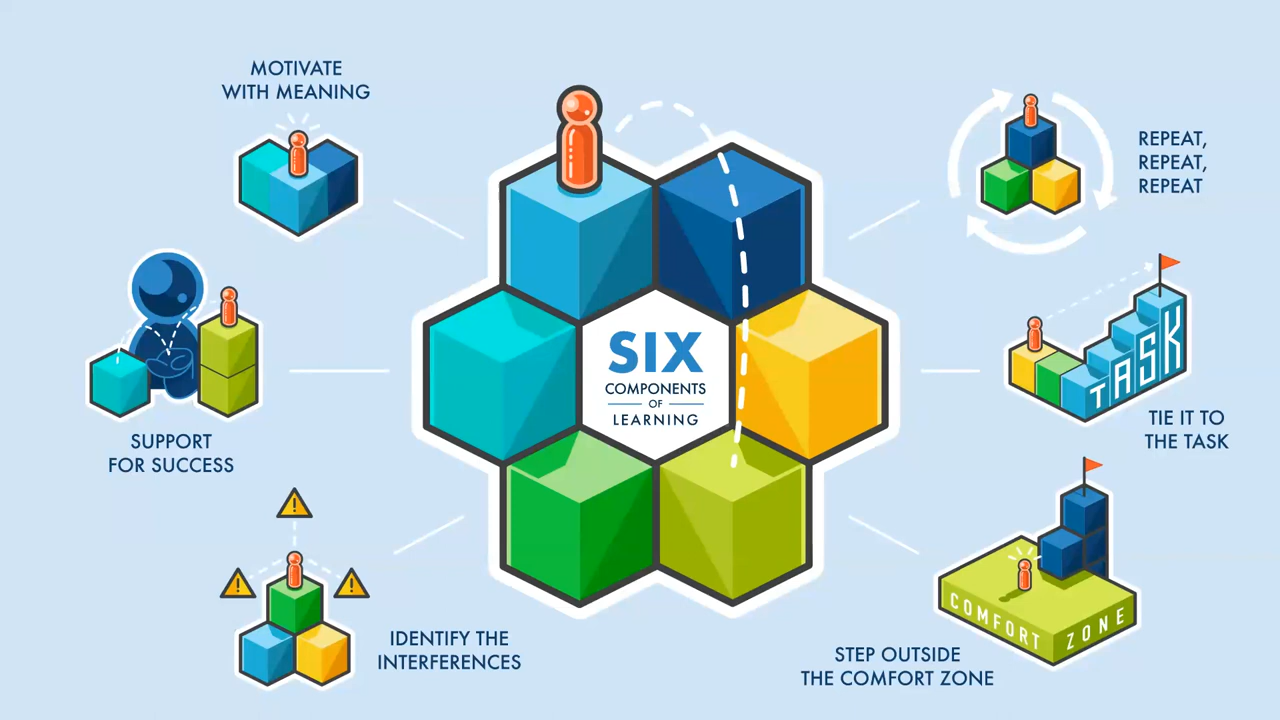 MOTIVATE
WITH MEANING
REPEAT,
REPEAT,
REPEAT
SUPPORT
FOR SUCCESS
SIX
COMPONENTS
OF
LEARNING
TASK
TIE IT TO
THE TASK
IDENTIFY THE
INTERFERENCES
COMFORT ZONE
STEP OUTSIDE
THE COMFORT ZONE